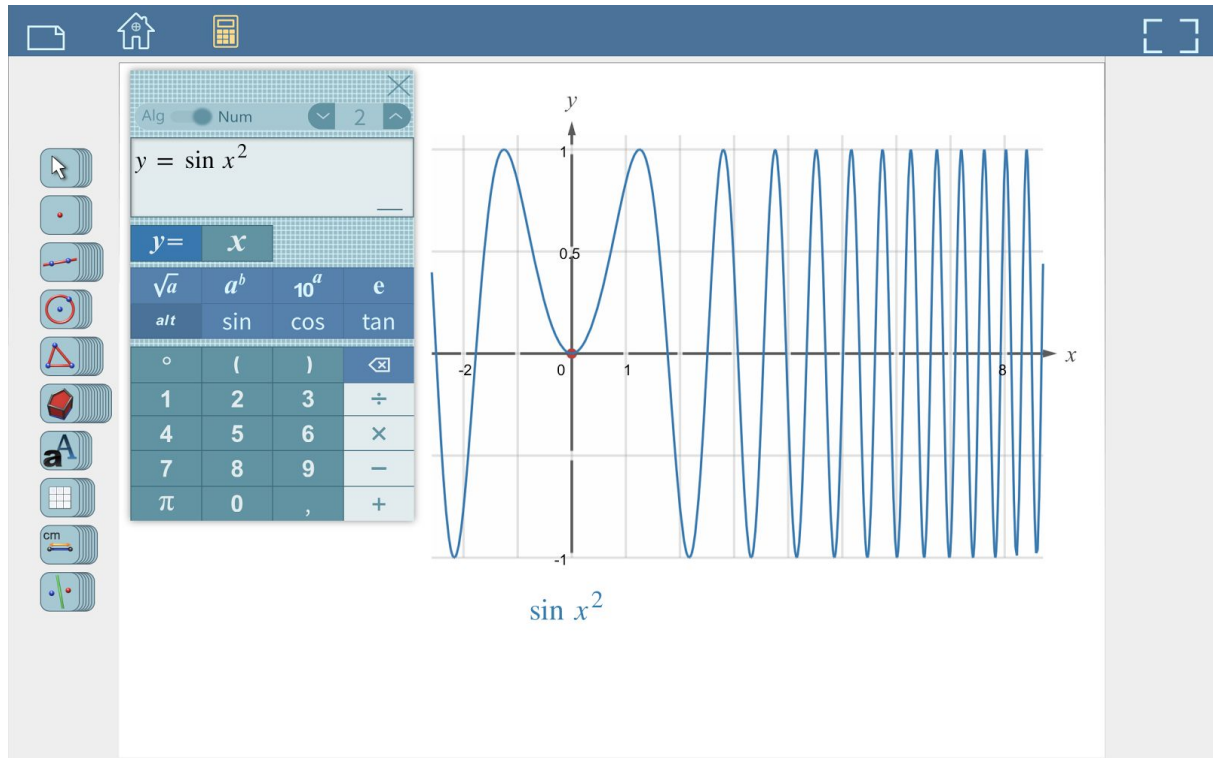 Alg Num 2
y = sin x²
y= x
√a aᵇ 10ᵃ e
alt sin cos tan
° ( )
1 2 3 ÷
4 5 6 ×
7 8 9 −
π 0 , +
aA
cm
y
1
0.5
-2 0 1 8 x
-1
sin x²